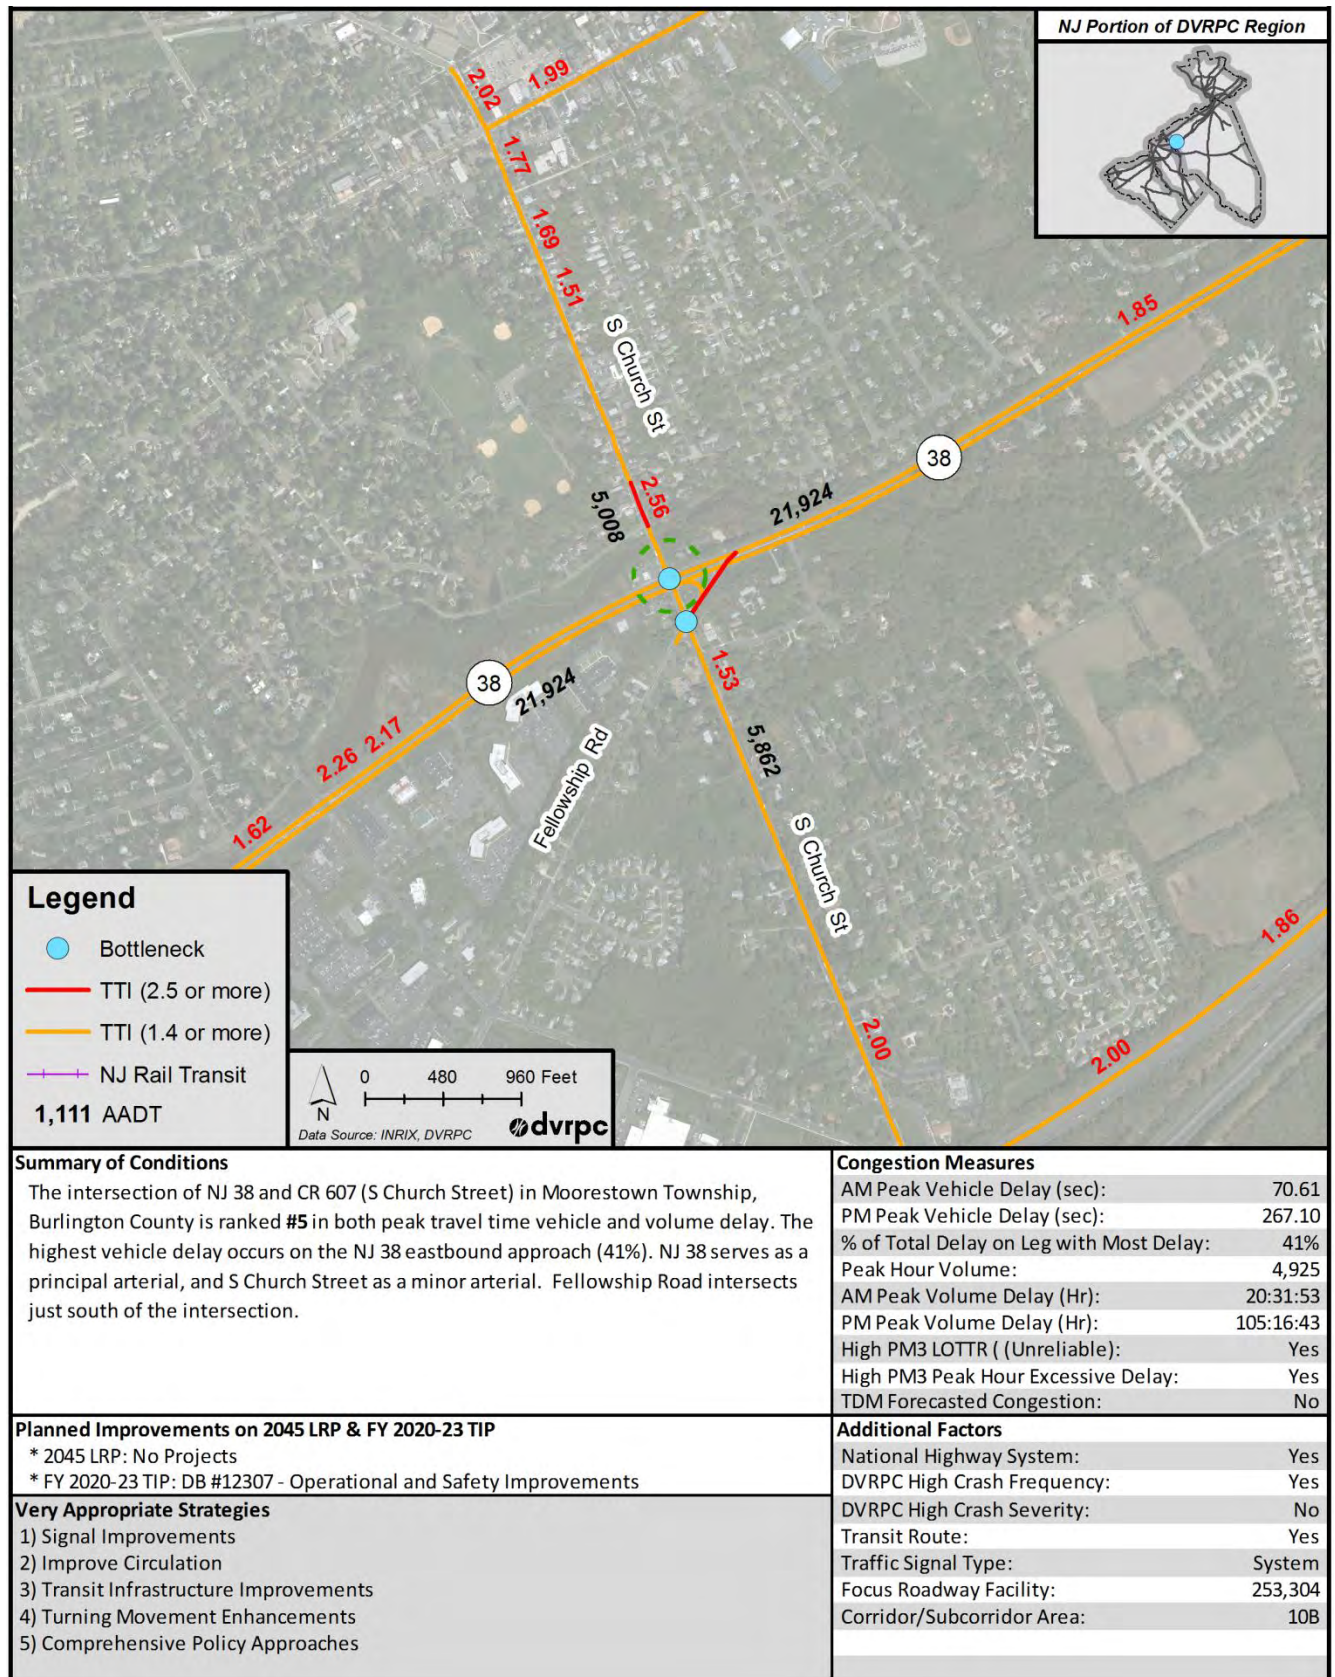 NJ Portion of DVRPC Region
2.02
1.99
1.77
1.69
1.51
S Church St
1.85
38
2.56
5,008
21,924
38
21,924
2.26 2.17
1.62
1.53
5,862
Fellowship Rd
S Church St
2.00
1.86
2.00
Legend
Bottleneck
TTI (2.5 or more)
TTI (1.4 or more)
NJ Rail Transit
1,111 AADT
N
0 480 960 Feet
Data Source: INRIX, DVRPC
dvrpc
Summary of Conditions
The intersection of NJ 38 and CR 607 (S Church Street) in Moorestown Township,
Burlington County is ranked #5 in both peak travel time vehicle and volume delay. The
highest vehicle delay occurs on the NJ 38 eastbound approach (41%). NJ 38 serves as a
principal arterial, and S Church Street as a minor arterial. Fellowship Road intersects
just south of the intersection.
Congestion Measures
AM Peak Vehicle Delay (sec): 70.61
PM Peak Vehicle Delay (sec): 267.10
% of Total Delay on Leg with Most Delay: 41%
Peak Hour Volume: 4,925
AM Peak Volume Delay (Hr): 20:31:53
PM Peak Volume Delay (Hr): 105:16:43
High PM3 LOTTR ( (Unreliable): Yes
High PM3 Peak Hour Excessive Delay: Yes
TDM Forecasted Congestion: No
Planned Improvements on 2045 LRP & FY 2020-23 TIP
* 2045 LRP: No Projects
* FY 2020-23 TIP: DB #12307 - Operational and Safety Improvements
Very Appropriate Strategies
1) Signal Improvements
2) Improve Circulation
3) Transit Infrastructure Improvements
4) Turning Movement Enhancements
5) Comprehensive Policy Approaches
Additional Factors
National Highway System: Yes
DVRPC High Crash Frequency: Yes
DVRPC High Crash Severity: No
Transit Route: Yes
Traffic Signal Type: System
Focus Roadway Facility: 253,304
Corridor/Subcorridor Area: 10B